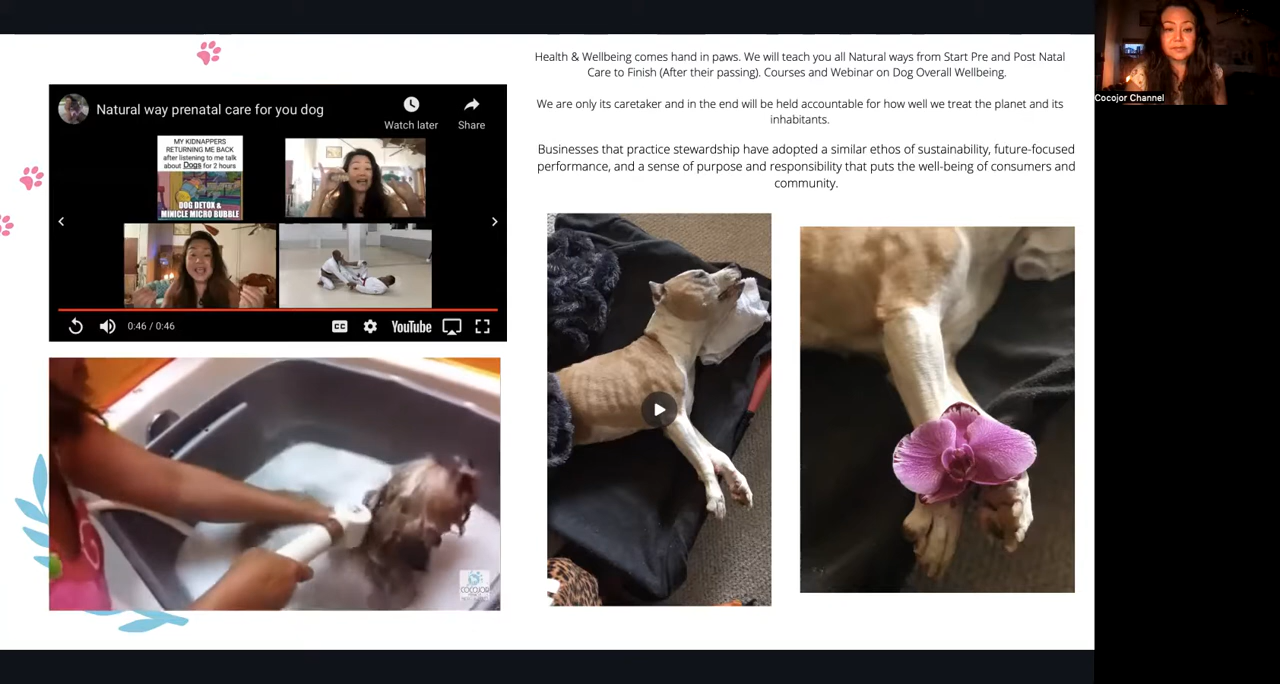 Health & Wellbeing comes hand in paws. We will teach you all Natural ways from Start Pre and Post Natal
Care to Finish (After their passing). Courses and Webinar on Dog Overall Wellbeing.
We are only its caretaker and in the end will be held accountable for how well we treat the planet and its
inhabitants.
Businesses that practice stewardship have adopted a similar ethos of sustainability, future-focused
performance, and a sense of purpose and responsibility that puts the well-being of consumers and
community.
Natural way prenatal care for you dog
Watch later
Share
MY KIDNAPPERS
RETURNING ME BACK
after listening to me talk
about Dogs for 2 hours
DOG DETOX &
MINICLE MICRO BUBBLE
0:46 / 0:46
CC
YouTube
COCOJOR
Cocojor Channel